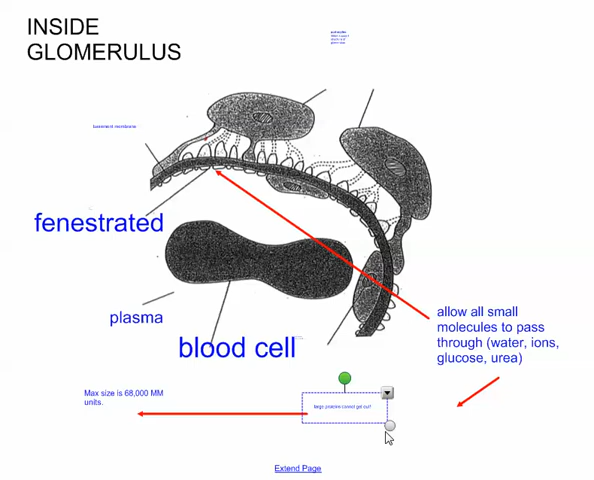 INSIDE
GLOMERULUS
basement membrane
fenestrated
plasma
blood cell
allow all small
molecules to pass
through (water, ions,
glucose, urea)
Max size is 68,000 MM
units.
large proteins cannot get out!
Extend Page